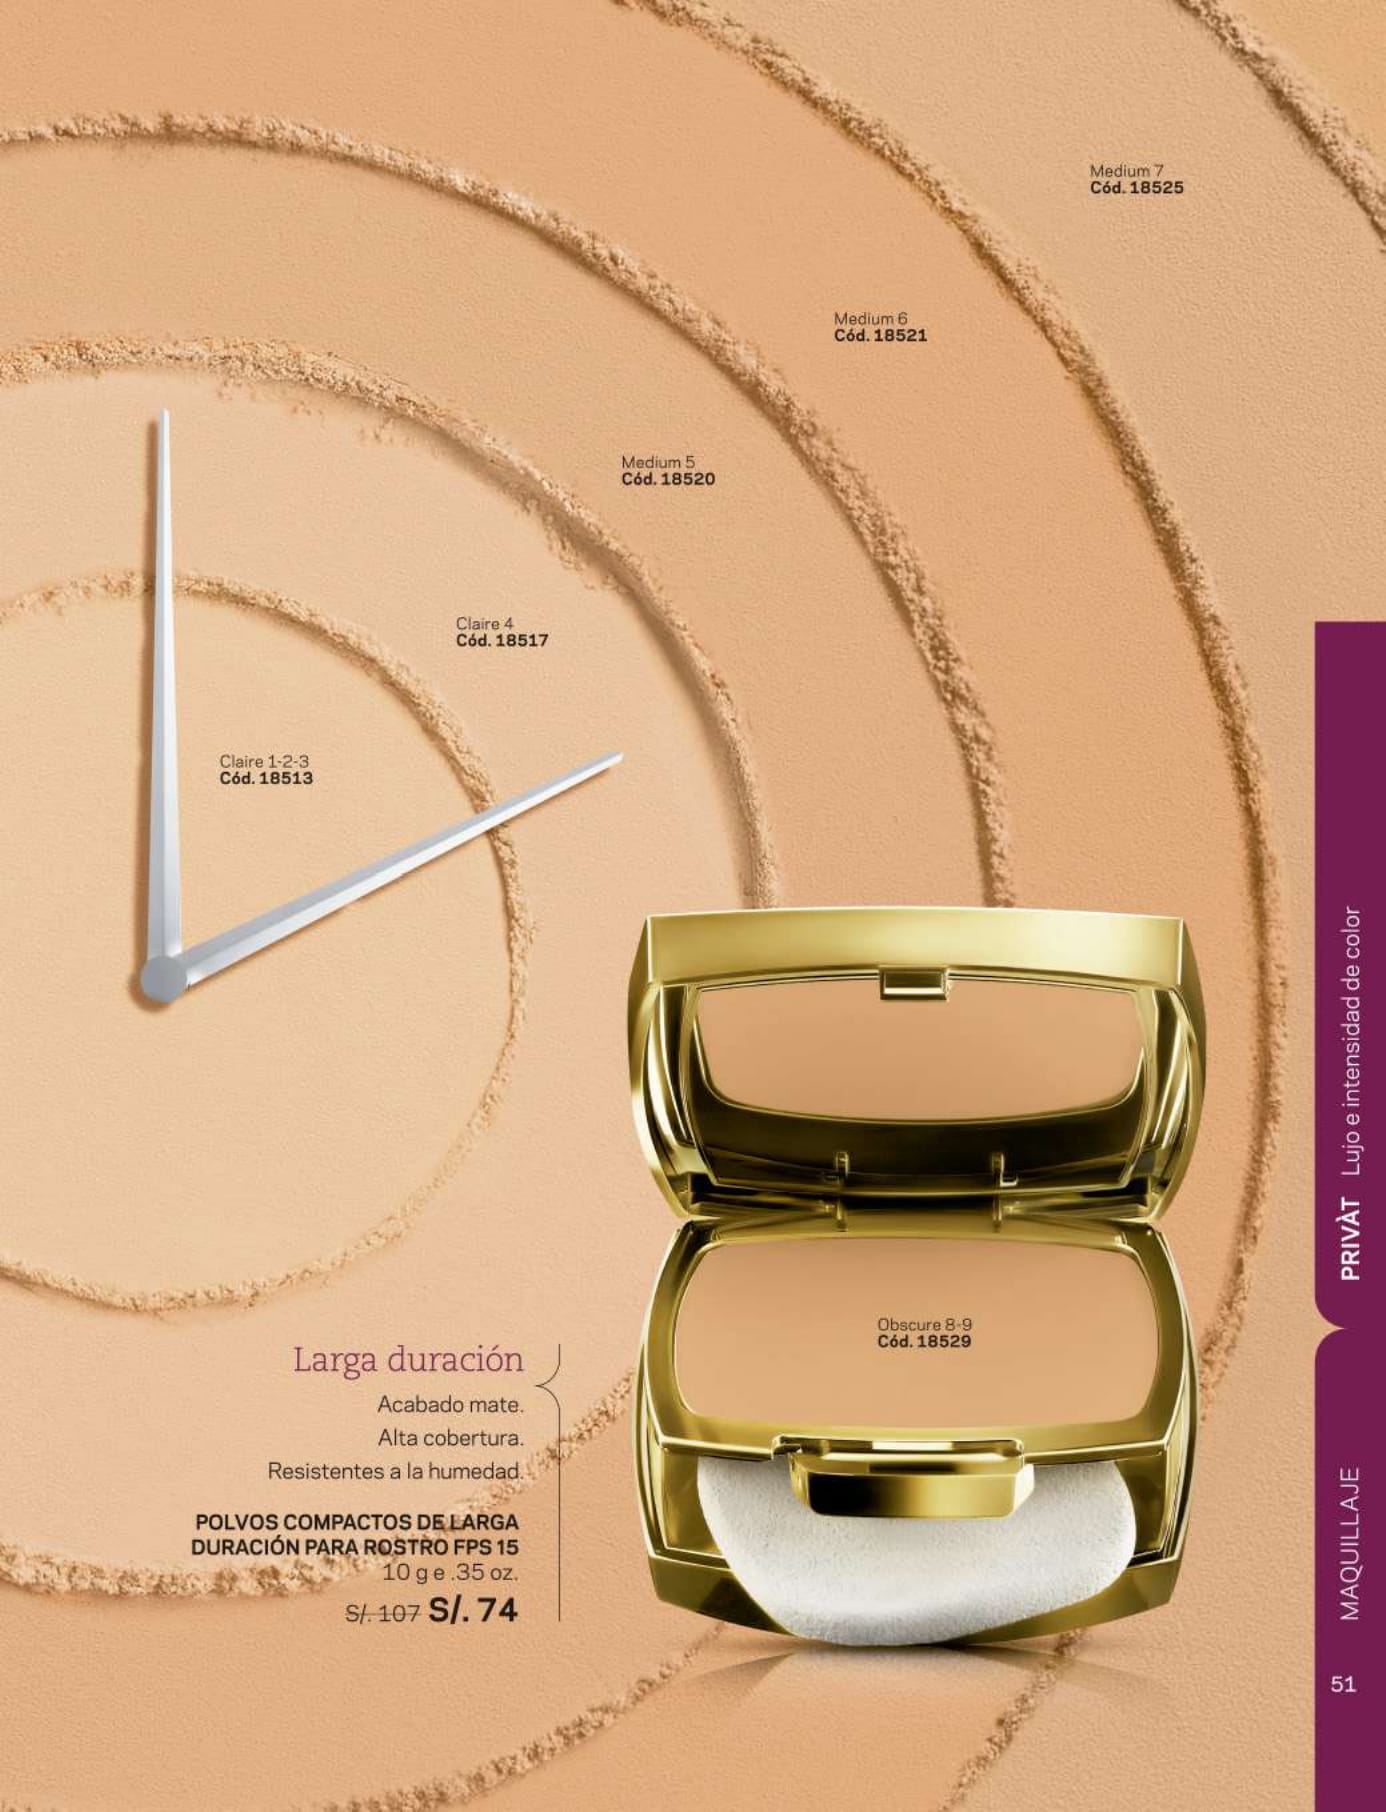 Medium 7
Cód. 18525
Medium 6
Cód. 18521
Medium 5
Cód. 18520
Claire 4
Cód. 18517
Claire 1-2-3
Cód. 18513
Obscure 8-9
Cód. 18529
Larga duración
Acabado mate.
Alta cobertura.
Resistentes a la humedad.
POLVOS COMPACTOS DE LARGA
DURACIÓN PARA ROSTRO FPS 15
10 g e .35 oz.
S/. 107 S/. 74
PRIVÀT Lujo e intensidad de color
MAQUILLAJE
51